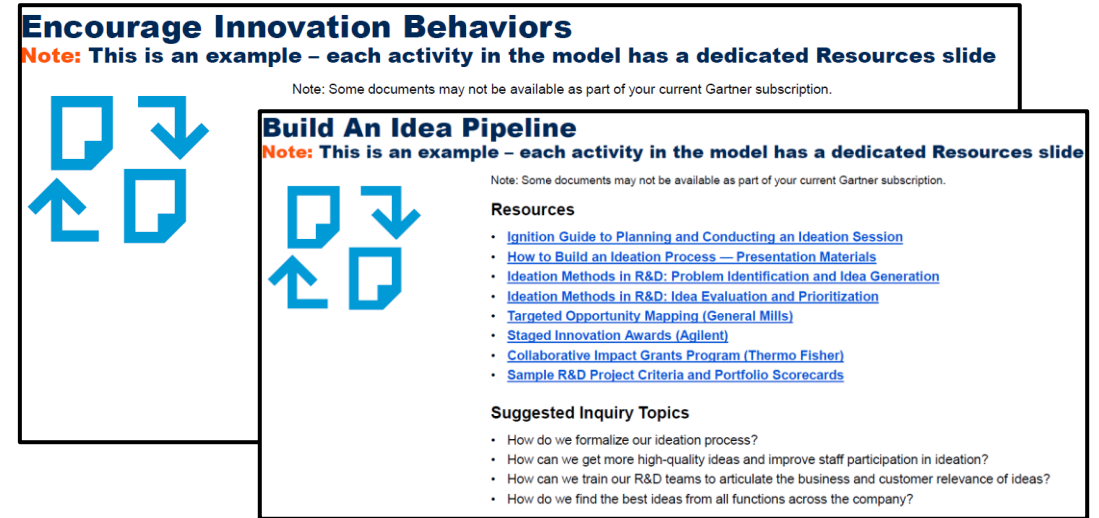 Encourage Innovation Behaviors
Note: This is an example – each activity in the model has a dedicated Resources slide
Note: Some documents may not be available as part of your current Gartner subscription.
Build An Idea Pipeline
Note: This is an example – each activity in the model has a dedicated Resources slide
Note: Some documents may not be available as part of your current Gartner subscription.
Resources
• Ignition Guide to Planning and Conducting an Ideation Session
• How to Build an Ideation Process — Presentation Materials
• Ideation Methods in R&D: Problem Identification and Idea Generation
• Ideation Methods in R&D: Idea Evaluation and Prioritization
• Targeted Opportunity Mapping (General Mills)
• Staged Innovation Awards (Agilent)
• Collaborative Impact Grants Program (Thermo Fisher)
• Sample R&D Project Criteria and Portfolio Scorecards
Suggested Inquiry Topics
• How do we formalize our ideation process?
• How can we get more high-quality ideas and improve staff participation in ideation?
• How can we train our R&D teams to articulate the business and customer relevance of ideas?
• How do we find the best ideas from all functions across the company?